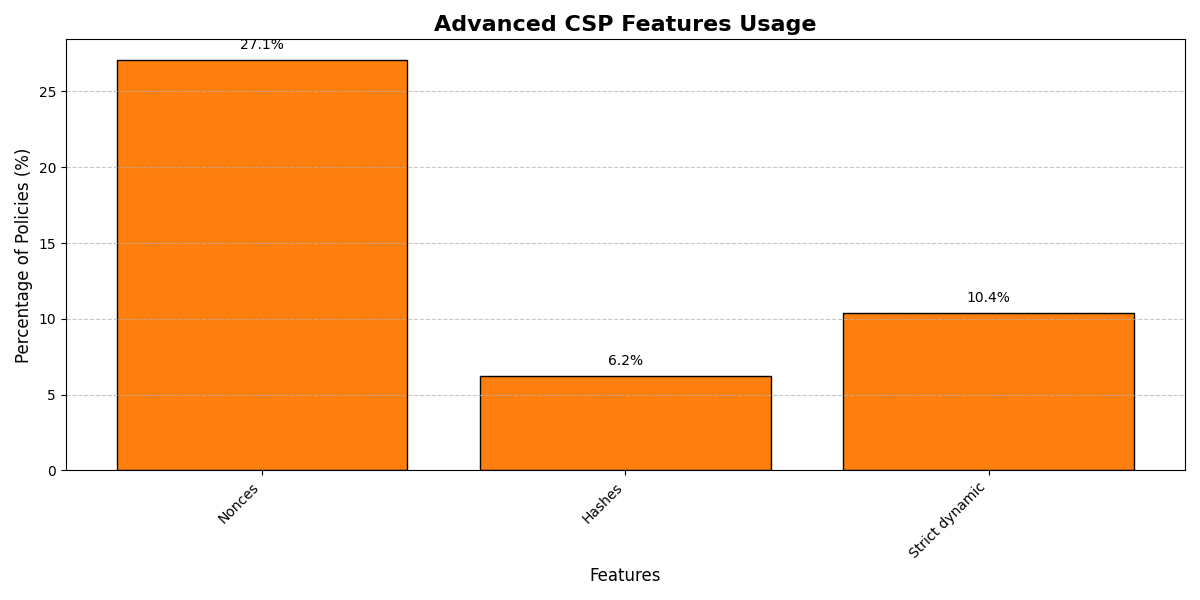 Advanced CSP Features Usage
27.1%
25
20
15
10.4%
10
6.2%
5
0
Percentage of Policies (%)
Nonces
Hashes
Strict dynamic
Features